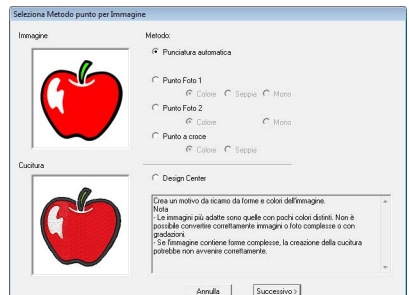 Seleziona Metodo punto per Immagine
Immagine
Metodo:
Punciatura automatica
Punto Foto 1
Colore Seppia Mono
Punto Foto 2
Colore Mono
Punto a croce
Colore Seppia
Cucitura
Design Center
Crea un motivo da ricamo da forme e colori dell'immagine.
Nota
- Le immagini più adatte sono quelle con pochi colori distinti. Non è
possibile convertire correttamente immagini o foto complesse o con
gradazioni.
- Se l'immagine contiene forme complesse, la creazione della cucitura
potrebbe non avvenire correttamente.
Annulla Successivo >